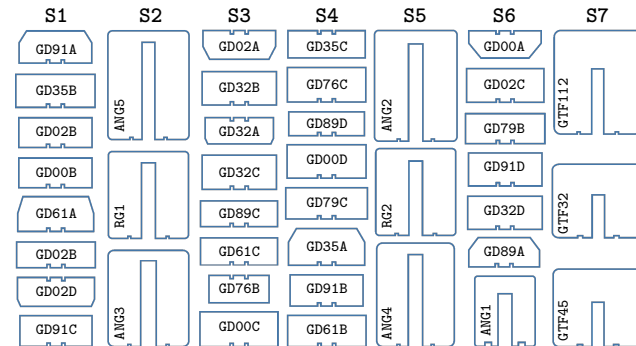 S1 S2 S3 S4 S5 S6 S7
GD91A
GD35B
GD02B
GD00B
GD61A
GD02B
GD02D
GD91C
ANG5
RG1
ANG3
GD02A
GD32B
GD32A
GD32C
GD89C
GD61C
GD76B
GD00C
GD35C
GD76C
GD89D
GD00D
GD79C
GD35A
GD91B
GD61B
ANG2
RG2
ANG4
GD00A
GD02C
GD79B
GD91D
GD32D
GD89A
ANG1
GTF112
GTF32
GTF45